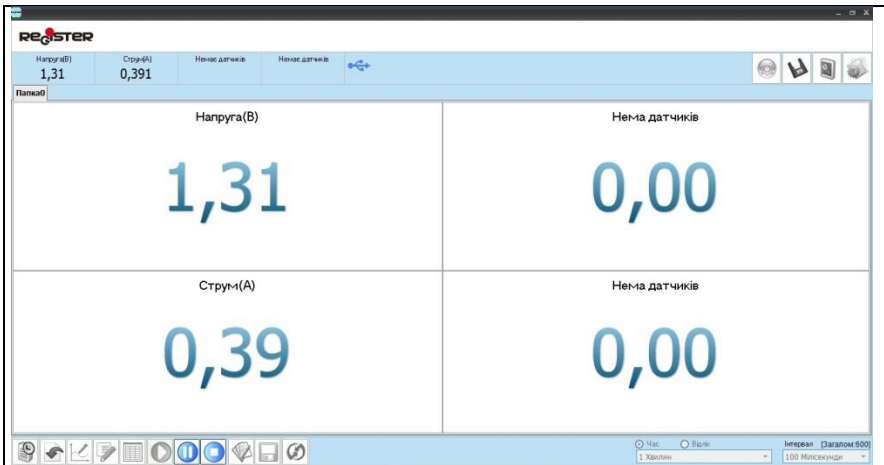 REGISTER
Напруга(В) Струм(А) Немає датчиків Немає датчиків
1,31 0,391
Папка0
Напруга(В) Нема датчиків
1,31 0,00
Струм(А) Нема датчиків
0,39 0,00
Час Відлік Інтервал [Загалом:600]
1 Хвилин 100 Мілісекунди